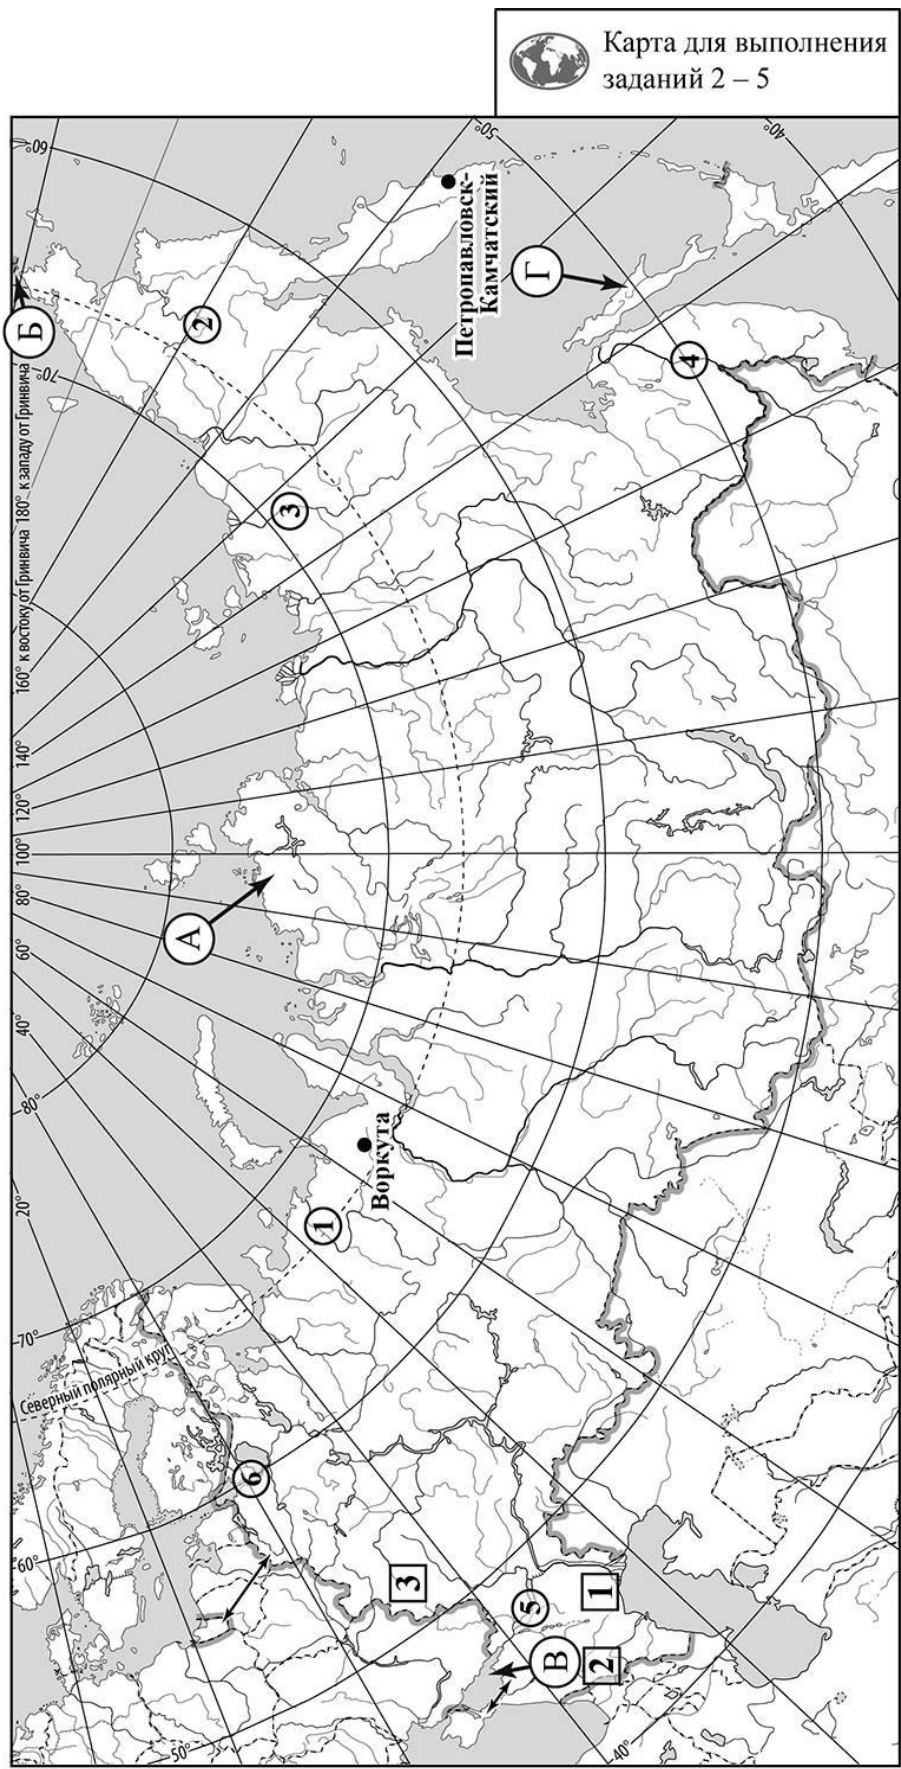 Карта для выполнения
заданий 2 – 5
160° к востоку от Гринвича 180° к западу от Гринвича
140°
120°
100°
80°
60°
40°
20°
80°
70°
60°
50°
40°
60°
70°
50°
40°
Северный полярный круг
Петропавловск-
Камчатский
Воркута
А
Б
В
Г
1
2
3
4
5
6
1
2
3